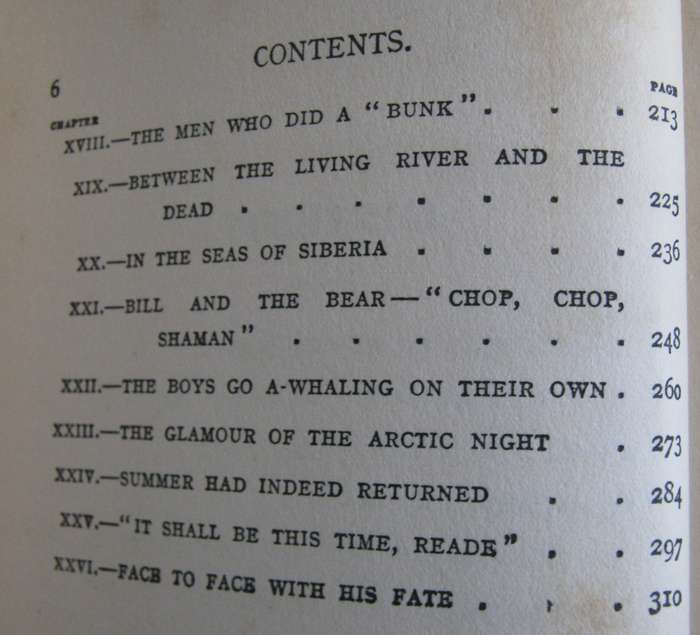 CONTENTS.
6
CHAPTER PAGE
XVIII.—THE MEN WHO DID A "BUNK". . . 213
XIX.—BETWEEN THE LIVING RIVER AND THE
DEAD . . . . . . . 225
XX.—IN THE SEAS OF SIBERIA . . . . 236
XXI.—BILL AND THE BEAR—"CHOP, CHOP,
SHAMAN" . . . . . . 248
XXII.—THE BOYS GO A-WHALING ON THEIR OWN . 260
XXIII.—THE GLAMOUR OF THE ARCTIC NIGHT . 273
XXIV.—SUMMER HAD INDEED RETURNED . . 284
XXV.—"IT SHALL BE THIS TIME, READE" . . 297
XXVI.—FACE TO FACE WITH HIS FATE . . . 310